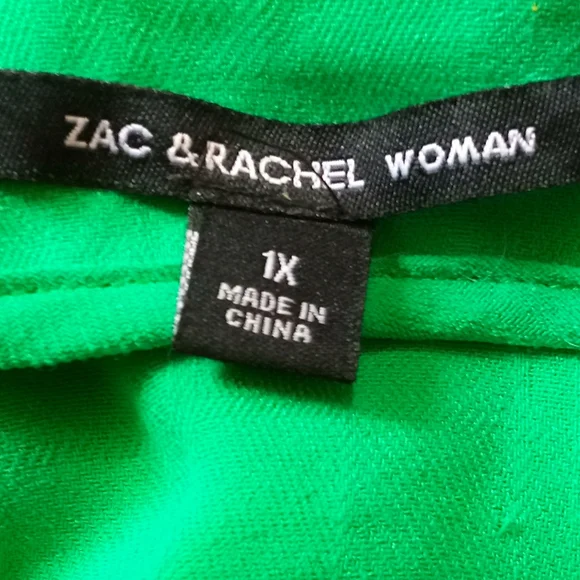 ZAC & RACHEL WOMAN
1X
MADE IN
CHINA